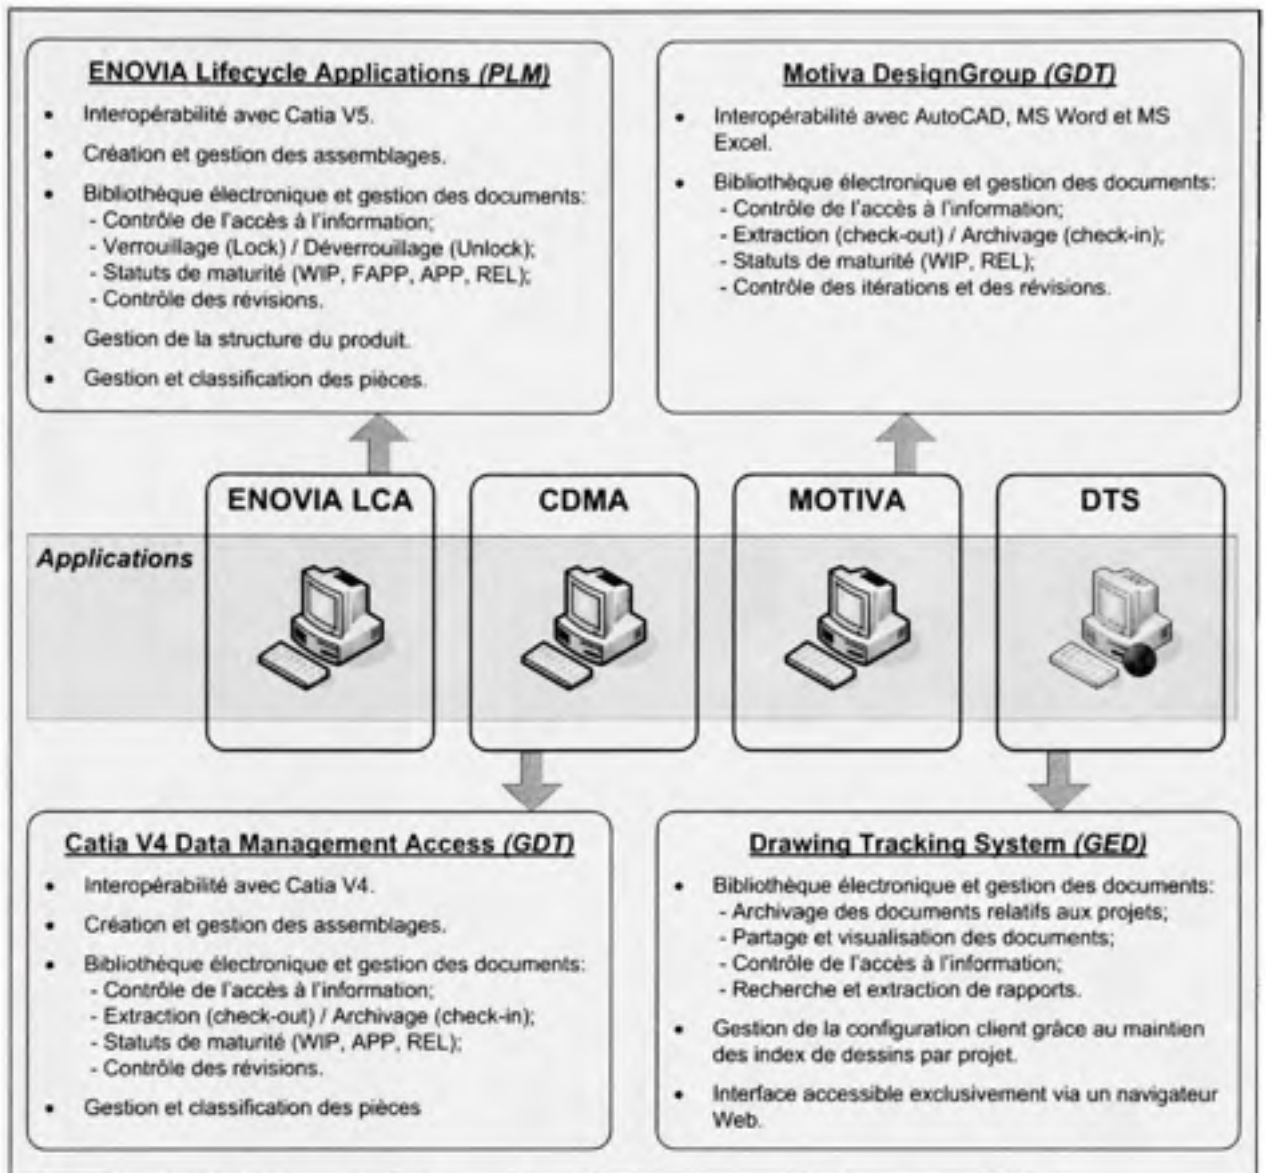 ENOVIA Lifecycle Applications (PLM)
• Interopérabilité avec Catia V5.
• Création et gestion des assemblages.
• Bibliothèque électronique et gestion des documents:
- Contrôle de l'accès à l'information;
- Verrouillage (Lock) / Déverrouillage (Unlock);
- Statuts de maturité (WIP, FAPP, APP, REL);
- Contrôle des révisions.
• Gestion de la structure du produit.
• Gestion et classification des pièces.
Motiva DesignGroup (GDT)
• Interopérabilité avec AutoCAD, MS Word et MS
Excel.
• Bibliothèque électronique et gestion des documents:
- Contrôle de l'accès à l'information;
- Extraction (check-out) / Archivage (check-in);
- Statuts de maturité (WIP, REL);
- Contrôle des itérations et des révisions.
ENOVIA LCA
CDMA
MOTIVA
DTS
Applications
Catia V4 Data Management Access (GDT)
• Interopérabilité avec Catia V4.
• Création et gestion des assemblages.
• Bibliothèque électronique et gestion des documents:
- Contrôle de l'accès à l'information;
- Extraction (check-out) / Archivage (check-in);
- Statuts de maturité (WIP, APP, REL);
- Contrôle des révisions.
• Gestion et classification des pièces
Drawing Tracking System (GED)
• Bibliothèque électronique et gestion des documents:
- Archivage des documents relatifs aux projets;
- Partage et visualisation des documents;
- Contrôle de l'accès à l'information;
- Recherche et extraction de rapports.
• Gestion de la configuration client grâce au maintien
des index de dessins par projet.
• Interface accessible exclusivement via un navigateur
Web.